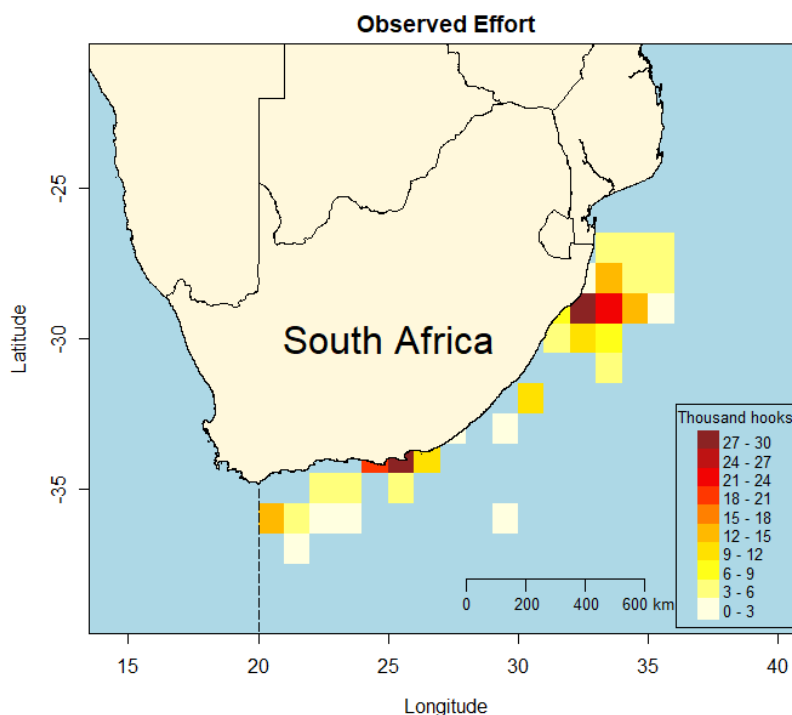 Observed Effort
Latitude
-25
-30
-35
South Africa
Thousand hooks
27 - 30
24 - 27
21 - 24
18 - 21
15 - 18
12 - 15
9 - 12
6 - 9
3 - 6
0 - 3
0 200 400 600 km
15 20 25 30 35 40
Longitude